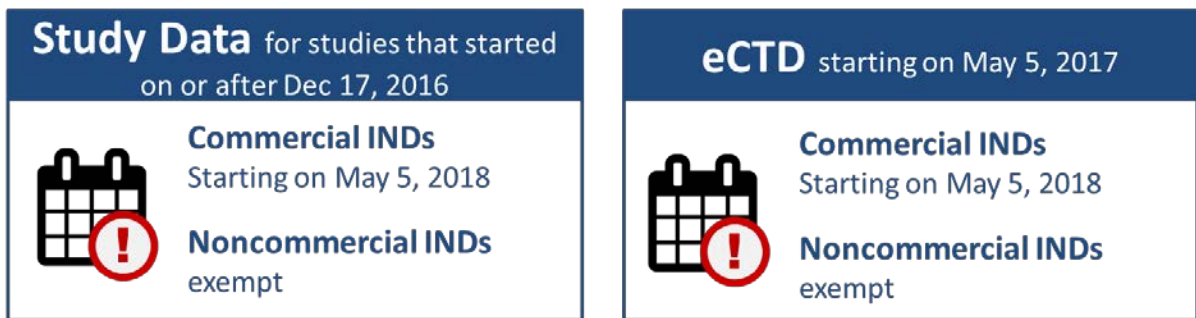 Study Data for studies that started
on or after Dec 17, 2016
Commercial INDs
Starting on May 5, 2018
Noncommercial INDs
exempt
eCTD starting on May 5, 2017
Commercial INDs
Starting on May 5, 2018
Noncommercial INDs
exempt